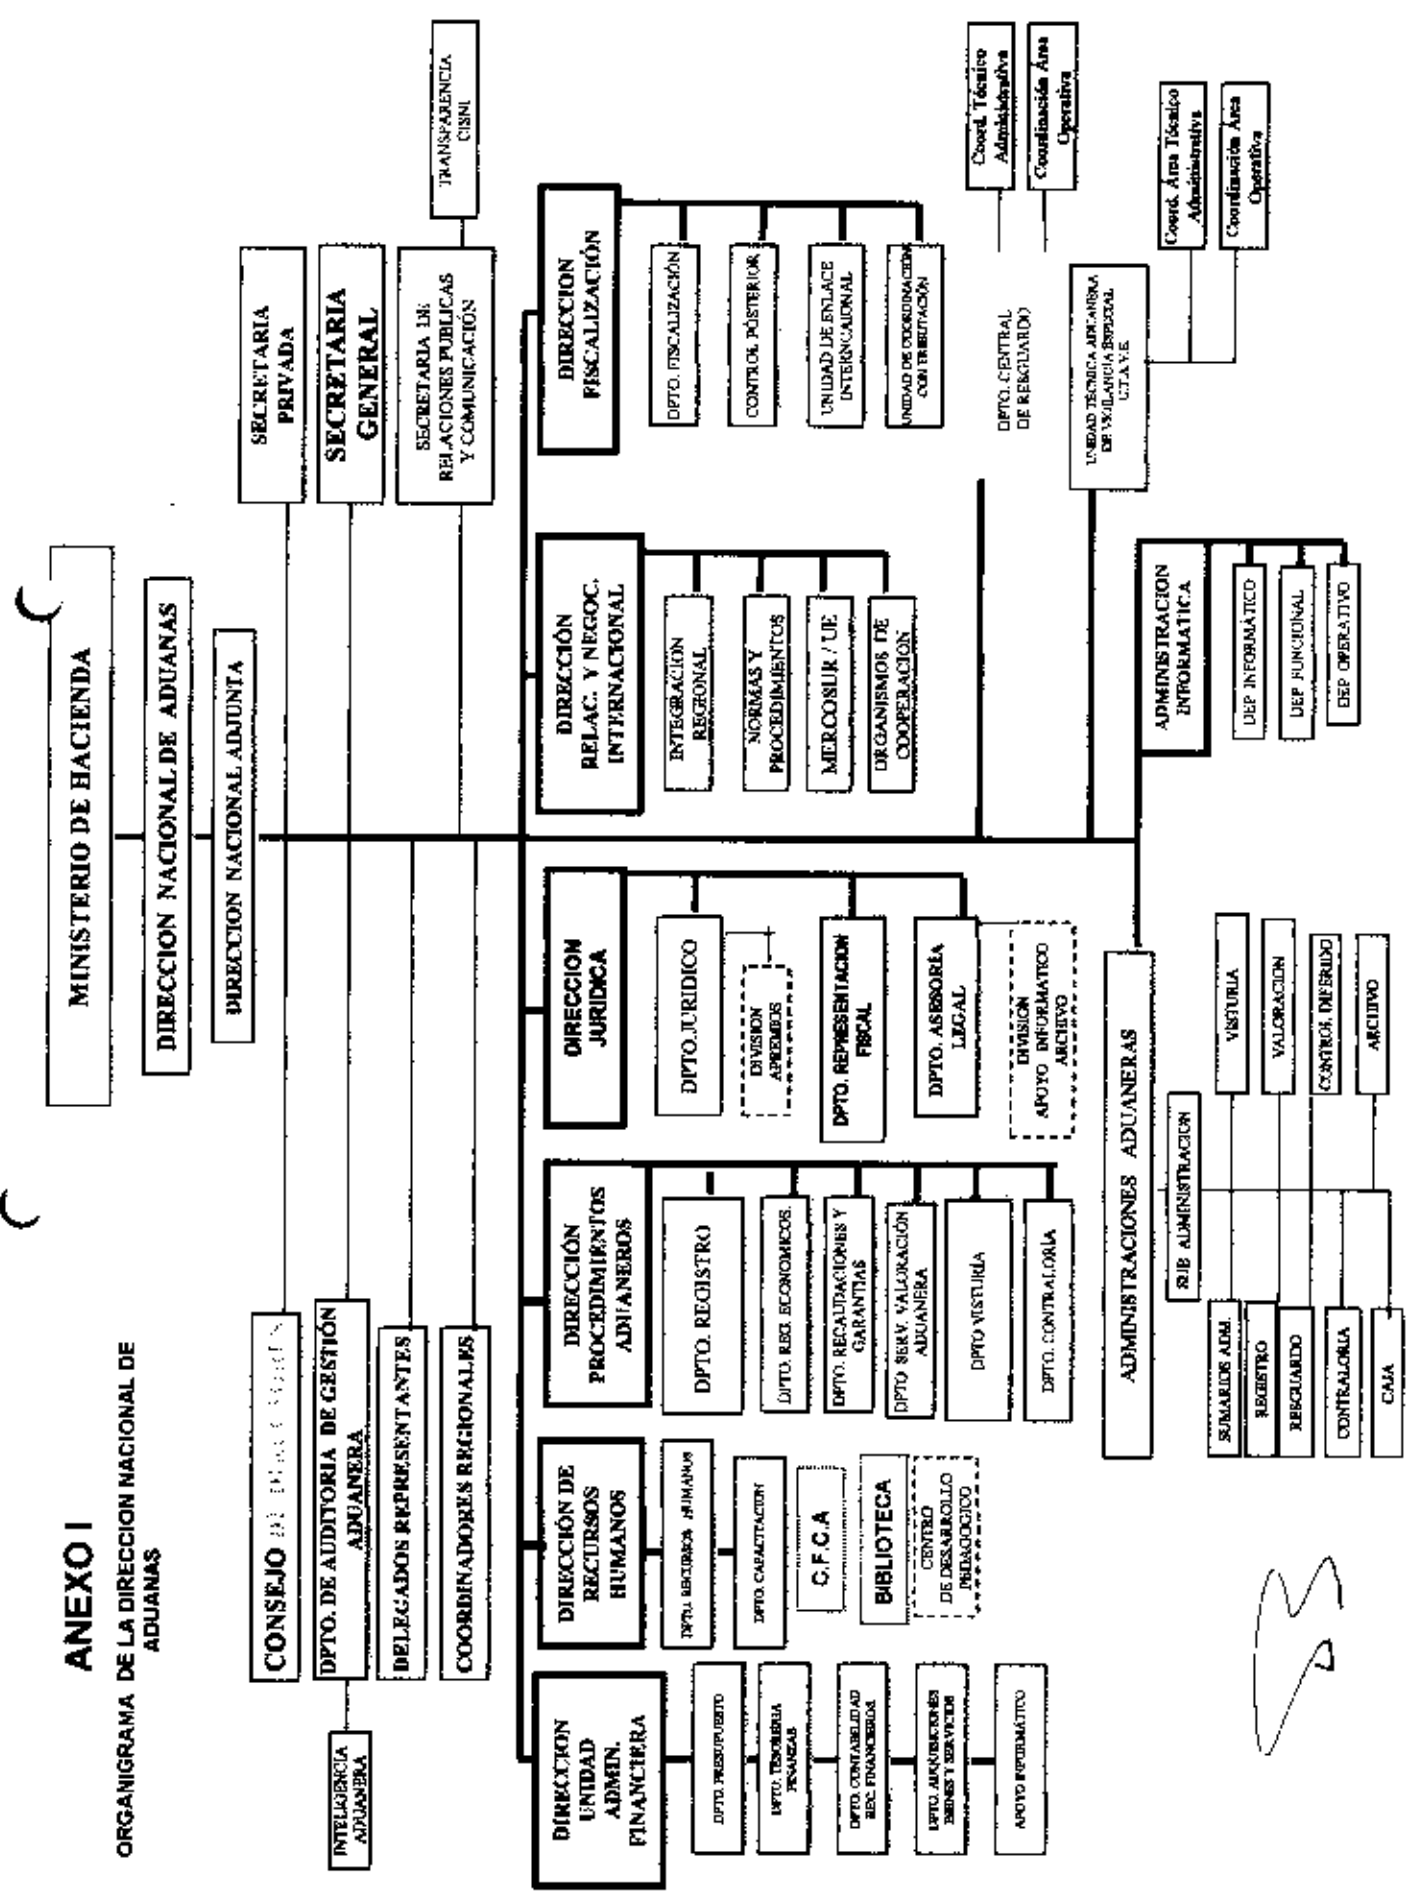 ANEXO I
ORGANIGRAMA DE LA DIRECCION NACIONAL DE
ADUANAS
MINISTERIO DE HACIENDA
DIRECCION NACIONAL DE ADUANAS
DIRECCION NACIONAL ADJUNTA
CONSEJO
SECRETARIA
PRIVADA
INTELIGENCIA
ADUANERA
DPTO. DE AUDITORIA DE GESTIÓN
ADUANERA
SECRETARIA
GENERAL
DELEGADOS REPRESENTANTES
COORDINADORES REGIONALES
SECRETARIA DE
RELACIONES PUBLICAS
Y COMUNICACIÓN
TRANSPARENCIA
DIRECCION
UNIDAD
ADMIN.
FINANCIERA
DPTO. PRESUPUESTO
DPTO. TESORERIA
FINANZAS
DPTO. CONTABILIDAD
REC. FINANCIEROS.
DPTO. ADQUISICIONES
BIENES Y SERVICIOS
APOYO INFORMÁTICO
DIRECCIÓN DE
RECURSOS
HUMANOS
DPTO. RECURSOS HUMANOS
DPTO. CAPACITACION
C.F.C.A
BIBLIOTECA
CENTRO
DE DESARROLLO
PEDAGOGICO
DIRECCIÓN
PROCEDIMIENTOS
ADUANEROS
DPTO. REGISTRO
DPTO. REG. ECONOMICOS.
DPTO. RECAUDACIONES Y
GARANTIAS
DPTO SERV. VALORACIÓN
ADUANERA
DPTO VISTURÍA
DPTO. CONTRALORÍA
DIRECCION
JURIDICA
DPTO.JURIDICO
DIVISION
APREMIOS
DPTO. REPRESENTACION
FISCAL
DPTO. ASESORÍA
LEGAL
DIVISIÓN
APOYO INFORMATICO
ARCHIVO
DIRECCIÓN
RELAC. Y NEGOC.
INTERNACIONAL
INTEGRACION
REGIONAL
NORMAS Y
PROCEDIMIENTOS
MERCOSUR / UE
ORGANISMOS DE
COOPERACIÓN
DIRECCION
FISCALIZACIÓN
DPTO. FISCALIZACIÓN
CONTROL POSTERIOR
UNIDAD DE ENLACE
INTERNCAIONAL
UNIDAD DE COORDINACIÓN
CON TRIBUTACIÓN
DPTO. CENTRAL
DE RESGUARDO
Coord. Técnico
Administrativa
Coordinación Área
Operativa
UNIDAD TÉCNICA ADUANERA
DE VIGILANCIA ESPECIAL
U.T.A.V.E.
Coord. Área Técnico
Administrativa
Coordinación Área
Operativa
ADMINISTRACIONES ADUANERAS
SUB ADMINISTRACION
SUMARIOS ADM.
REGISTRO
RESGUARDO
CONTRALORIA
CAJA
VISTURIA
VALORACION
CONTROL DIFERIDO
ARCHIVO
ADMINISTRACION
INFORMATICA
DEP INFORMÁTICO
DEP FUNCIONAL
DEP OPERATIVO